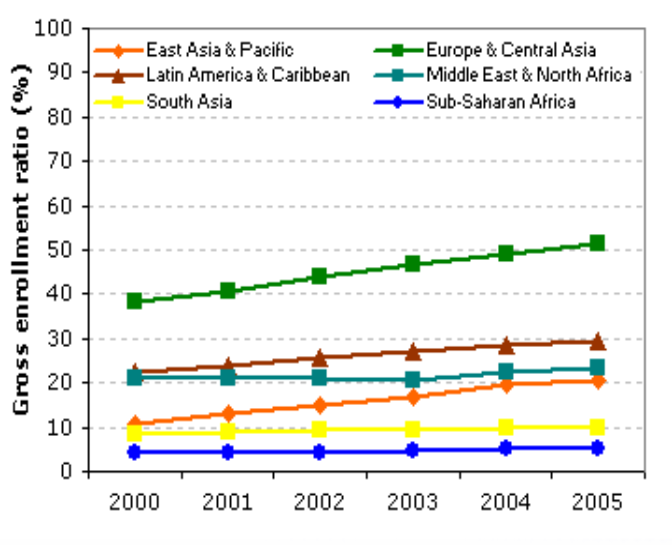 100
90
80
70
60
50
40
30
20
10
0
Gross enrollment ratio (%)
East Asia & Pacific
Europe & Central Asia
Latin America & Caribbean
Middle East & North Africa
South Asia
Sub-Saharan Africa
2000 2001 2002 2003 2004 2005